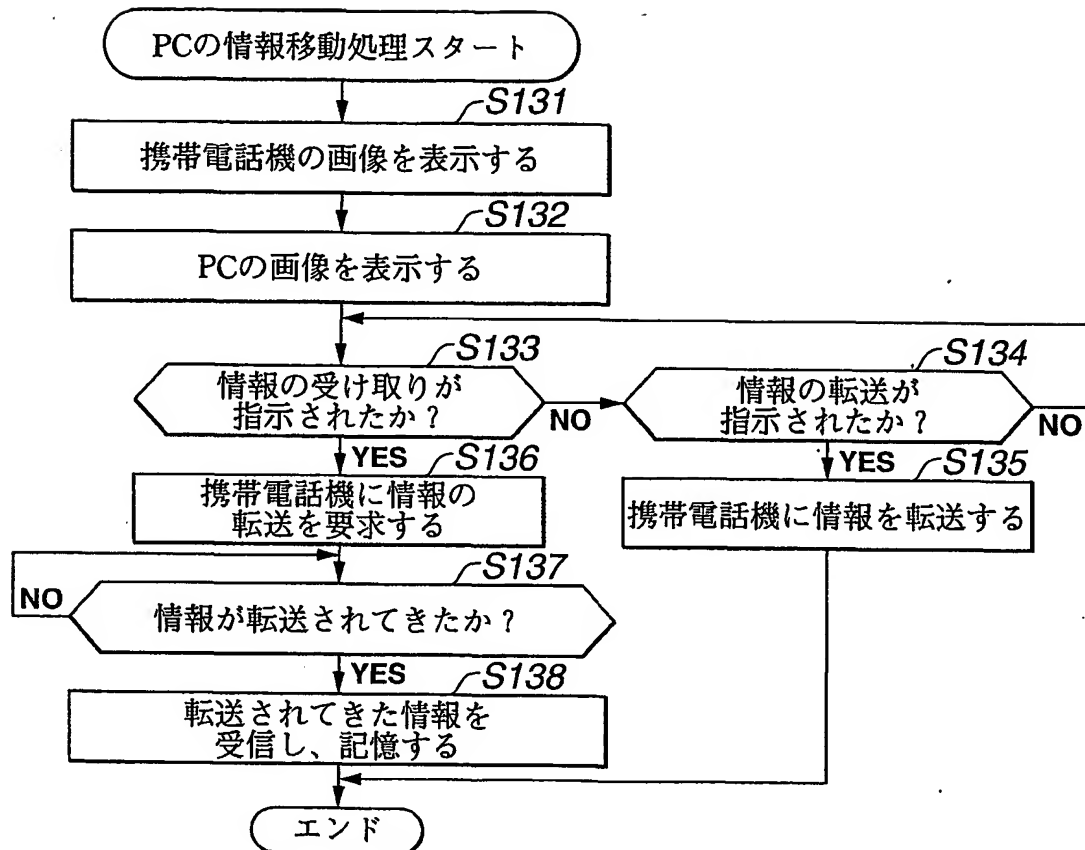 PCの情報移動処理スタート
S131
携帯電話機の画像を表示する
S132
PCの画像を表示する
S133
情報の受け取りが
指示されたか？
NO
S134
情報の転送が
指示されたか？
NO
YES
S136
携帯電話機に情報の
転送を要求する
YES
S135
携帯電話機に情報を転送する
S137
NO
情報が転送されてきたか？
YES
S138
転送されてきた情報を
受信し、記憶する
エンド